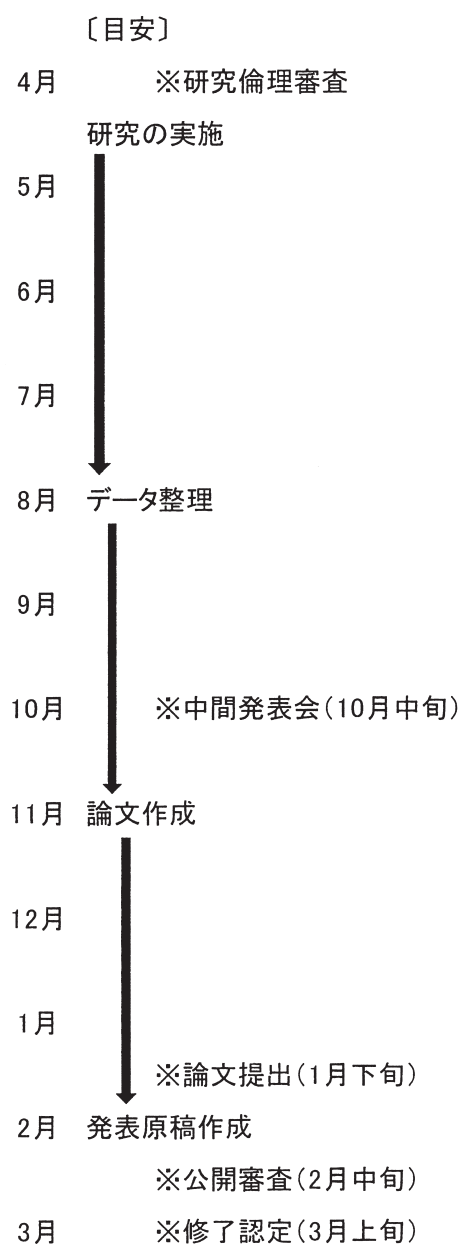 〔目安〕
4月 ※研究倫理審査
研究の実施
5月
6月
7月
8月 データ整理
9月
10月 ※中間発表会(10月中旬)
11月 論文作成
12月
1月
※論文提出(1月下旬)
2月 発表原稿作成
※公開審査(2月中旬)
3月 ※修了認定(3月上旬)